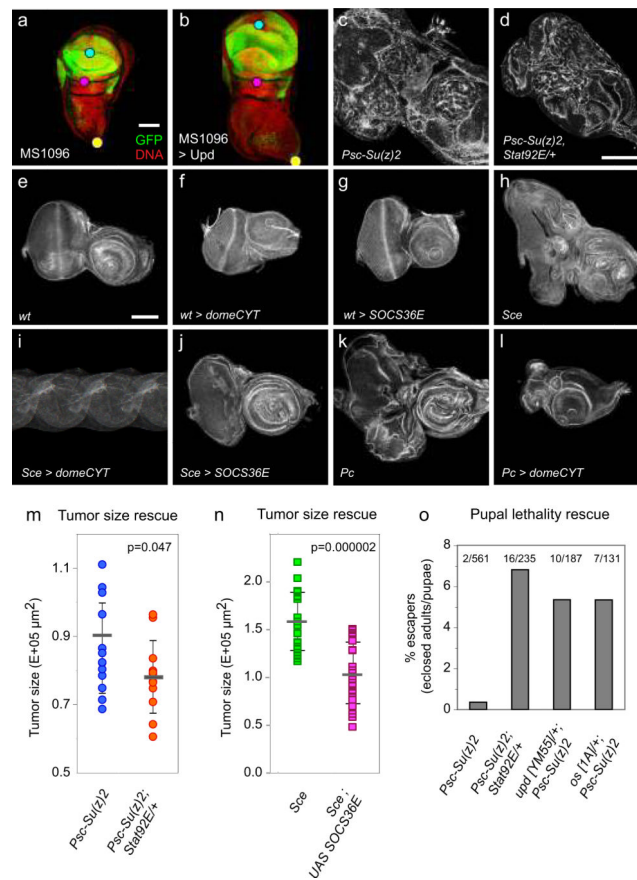 a
b
c
d
MS1096
GFP
DNA
MS1096
> Upd
Psc-Su(z)2
Psc-Su(z)2,
Stat92E/+
e
f
g
h
wt
wt > domeCYT
wt > SOCS36E
Sce
i
j
k
l
Sce > domeCYT
Sce > SOCS36E
Pc
Pc > domeCYT
m Tumor size rescue
p=0.047
Tumor size (E+05 µm²)
1.1
0.9
0.7
0.5
Psc-Su(z)2
Psc-Su(z)2;
Stat92E/+
n Tumor size rescue
p=0.000002
Tumor size (E+05 µm²)
2.0
1.5
1.0
0.5
0.0
Sce
Sce ;
UAS SOCS36E
o Pupal lethality rescue
2/561 16/235 10/187 7/131
% escapers
(eclosed adults/pupae)
8
6
4
2
0
Psc-Su(z)2
Psc-Su(z)2;
Stat92E/+
upd [YM55]/+;
Psc-Su(z)2
os [1A]/+;
Psc-Su(z)2